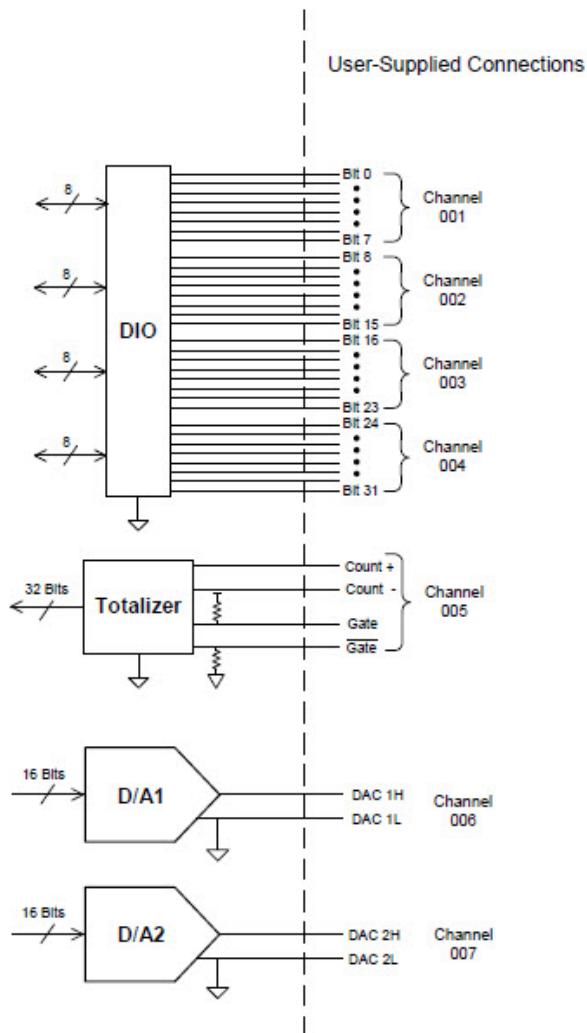 User-Supplied Connections
8
8
8
8
DIO
Bit 0
Bit 7
Bit 8
Bit 15
Bit 16
Bit 23
Bit 24
Bit 31
Channel
001
Channel
002
Channel
003
Channel
004
32 Bits
Totalizer
Count +
Count -
Gate
Gate
Channel
005
16 Bits
D/A1
DAC 1H
DAC 1L
Channel
006
16 Bits
D/A2
DAC 2H
DAC 2L
Channel
007